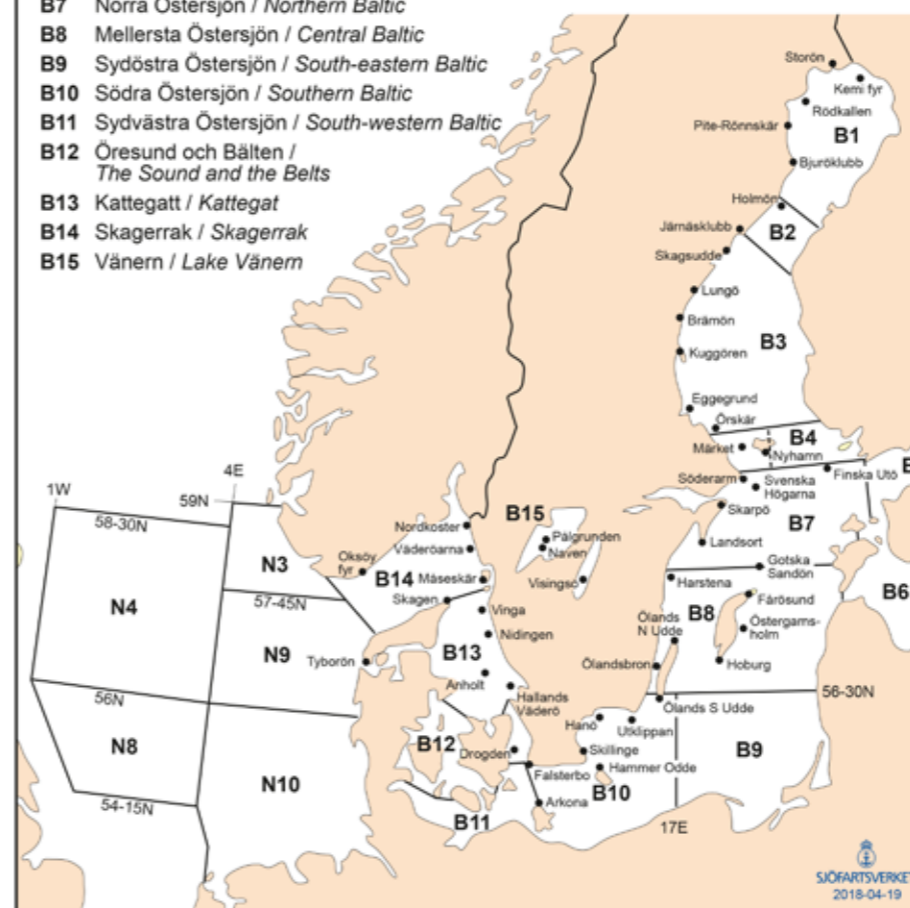 B7 Norra Östersjön / Northern Baltic
B8 Mellersta Östersjön / Central Baltic
B9 Sydöstra Östersjön / South-eastern Baltic
B10 Södra Östersjön / Southern Baltic
B11 Sydvästra Östersjön / South-western Baltic
B12 Öresund och Bälten /
The Sound and the Belts
B13 Kattegatt / Kattegat
B14 Skagerrak / Skagerrak
B15 Vänern / Lake Vänern
Storön
Kemi fyr
Rödkallen
Pite-Rönnskär
B1
Bjuröklubb
Holmön
Järnäsklubb
B2
Skagsudde
Lungö
Brämön
B3
Kuggören
Eggegrund
Örskär
B4
Märket
Nyhamn
Söderarm
Svenska
Högarna
Finska Utö
Skarpö
B7
Landsort
Gotska
Sandön
Harstena
B6
B8
Fårösund
Ölands
N Udde
Östergarns-
holm
Hoburg
Ölandsbron
56-30N
Ölands S Udde
1W
4E
59N
58-30N
Nordkoster
B15
Väderöarna
Pålgrunden
Naven
N3
Oksöy
fyr
B14
Måseskär
Visingsö
57-45N
Skagen
N4
Vinga
Nidingen
N9
Tyborön
B13
Anholt
Hallands
Väderö
56N
Hanö
Utklippan
N8
B12
Drogden
Skillinge
B9
Hammer Odde
Falsterbo
N10
B10
54-15N
Arkona
B11
17E
SJÖFARTSVERKET
2018-04-19